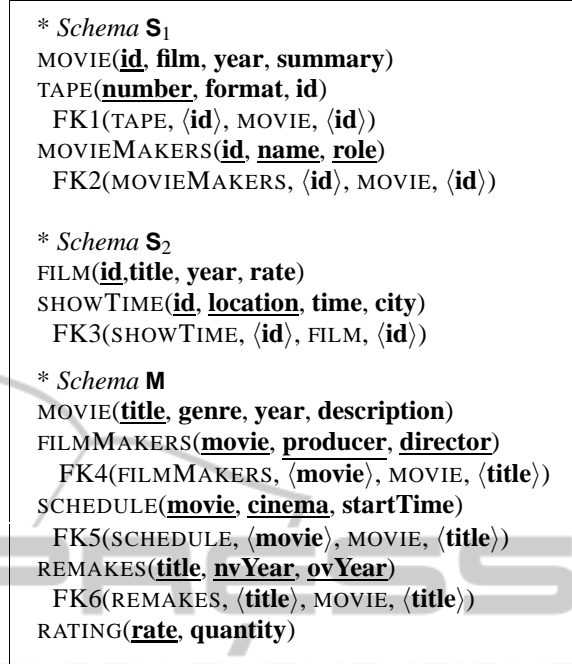 * Schema S1
MOVIE(id, film, year, summary)
TAPE(number, format, id)
FK1(TAPE, ⟨id⟩, MOVIE, ⟨id⟩)
MOVIEMAKERS(id, name, role)
FK2(MOVIEMAKERS, ⟨id⟩, MOVIE, ⟨id⟩)
* Schema S2
FILM(id,title, year, rate)
SHOWTIME(id, location, time, city)
FK3(SHOWTIME, ⟨id⟩, FILM, ⟨id⟩)
* Schema M
MOVIE(title, genre, year, description)
FILMMAKERS(movie, producer, director)
FK4(FILMMAKERS, ⟨movie⟩, MOVIE, ⟨title⟩)
SCHEDULE(movie, cinema, startTime)
FK5(SCHEDULE, ⟨movie⟩, MOVIE, ⟨title⟩)
REMAKES(title, nvYear, ovYear)
FK6(REMAKES, ⟨title⟩, MOVIE, ⟨title⟩)
RATING(rate, quantity)